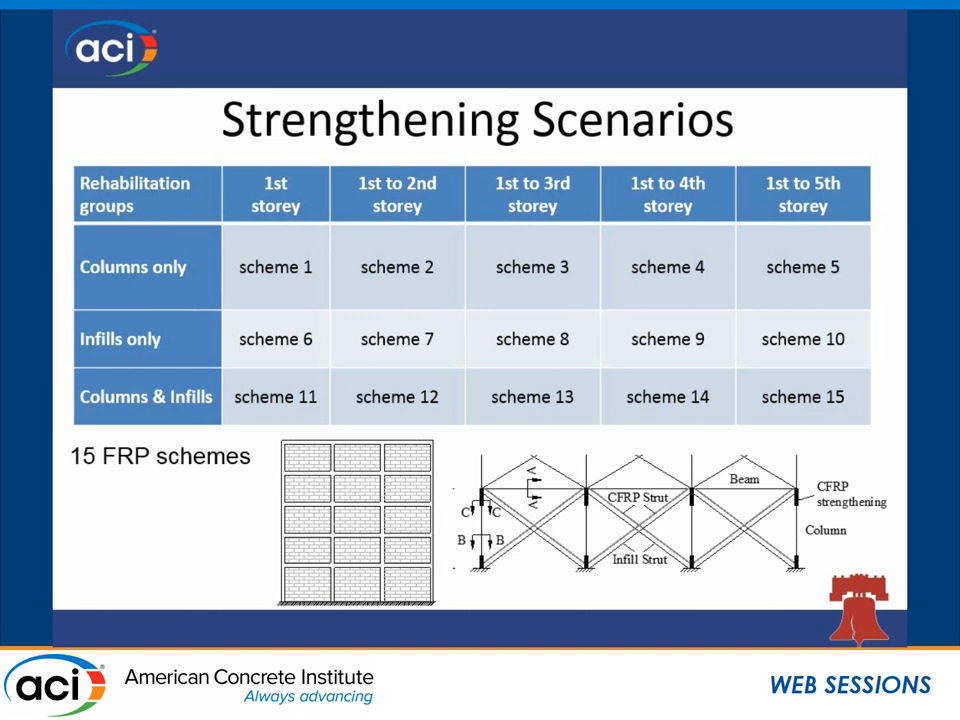 aci
Strengthening Scenarios
Rehabilitation groups
1st storey
1st to 2nd storey
1st to 3rd storey
1st to 4th storey
1st to 5th storey
Columns only
scheme 1
scheme 2
scheme 3
scheme 4
scheme 5
Infills only
scheme 6
scheme 7
scheme 8
scheme 9
scheme 10
Columns & Infills
scheme 11
scheme 12
scheme 13
scheme 14
scheme 15
15 FRP schemes
A
A
Beam
CFRP Strut
CFRP
strengthening
C
C
Column
B
B
Infill Strut
aci
American Concrete Institute
Always advancing
WEB SESSIONS